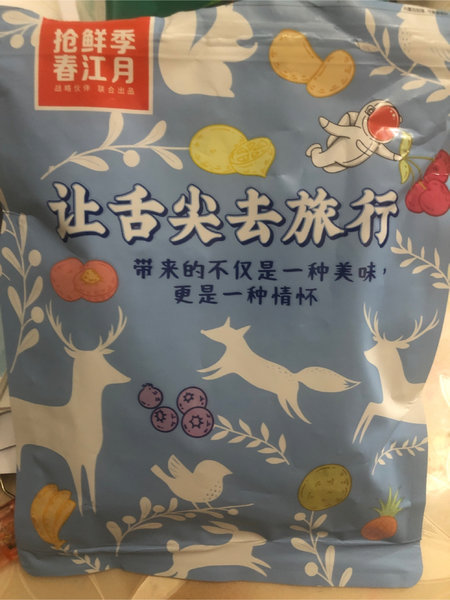 抢鲜季
春江月
战略伙伴 联合出品
让舌尖去旅行
带来的不仅是一种美味，
更是一种情怀